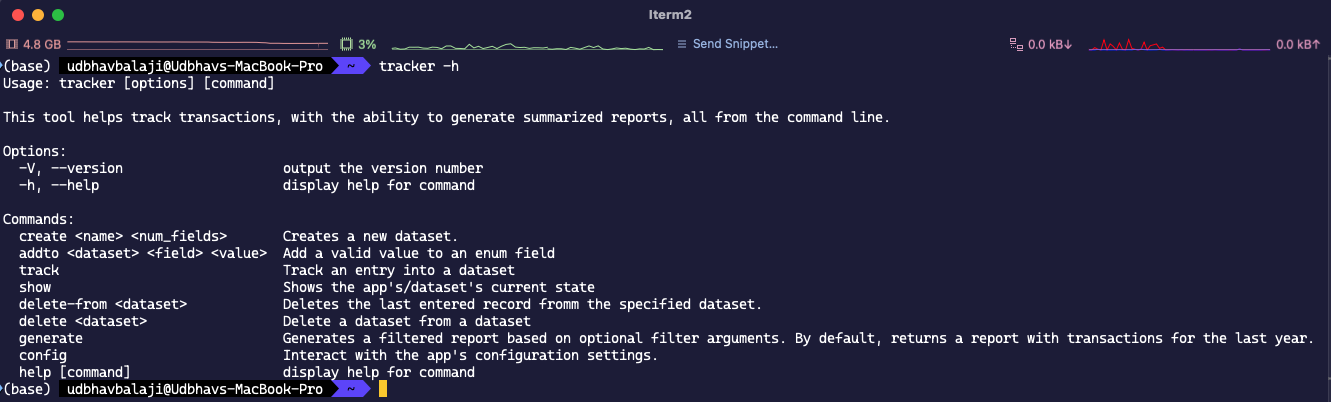 Iterm2
4.8 GB 3% Send Snippet... 0.0 kB↓ 0.0 kB↑
(base) udbhavbalaji@Udbhavs-MacBook-Pro ~ tracker -h
Usage: tracker [options] [command]
This tool helps track transactions, with the ability to generate summarized reports, all from the command line.
Options:
-V, --version output the version number
-h, --help display help for command
Commands:
create <name> <num_fields> Creates a new dataset.
addto <dataset> <field> <value> Add a valid value to an enum field
track Track an entry into a dataset
show Shows the app's/dataset's current state
delete-from <dataset> Deletes the last entered record fromm the specified dataset.
delete <dataset> Delete a dataset from a dataset
generate Generates a filtered report based on optional filter arguments. By default, returns a report with transactions for the last year.
config Interact with the app's configuration settings.
help [command] display help for command
(base) udbhavbalaji@Udbhavs-MacBook-Pro ~